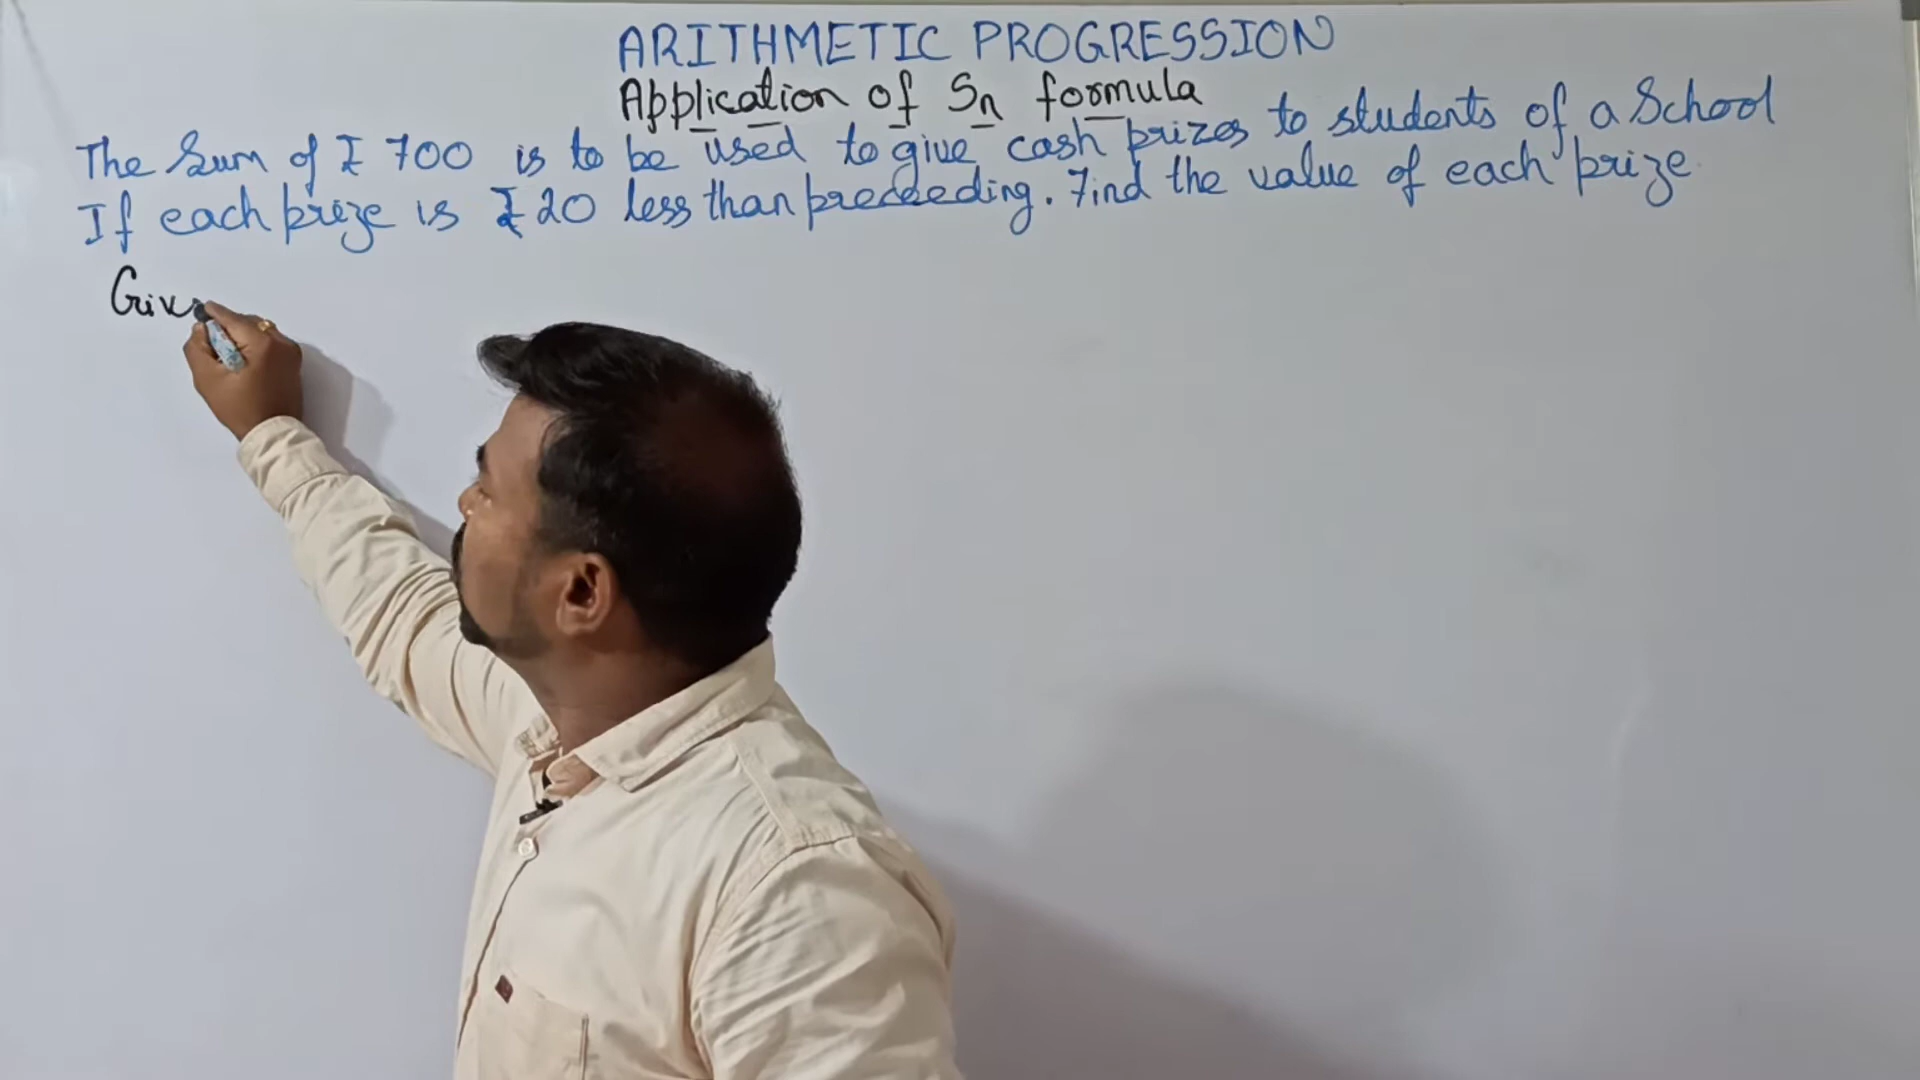 ARITHMETIC PROGRESSION
Application of Sn formula
The Sum of ₹ 700 is to be used to give cash prizes to students of a School
If each prize is ₹ 20 less than preceeding. Find the value of each prize.
Giv